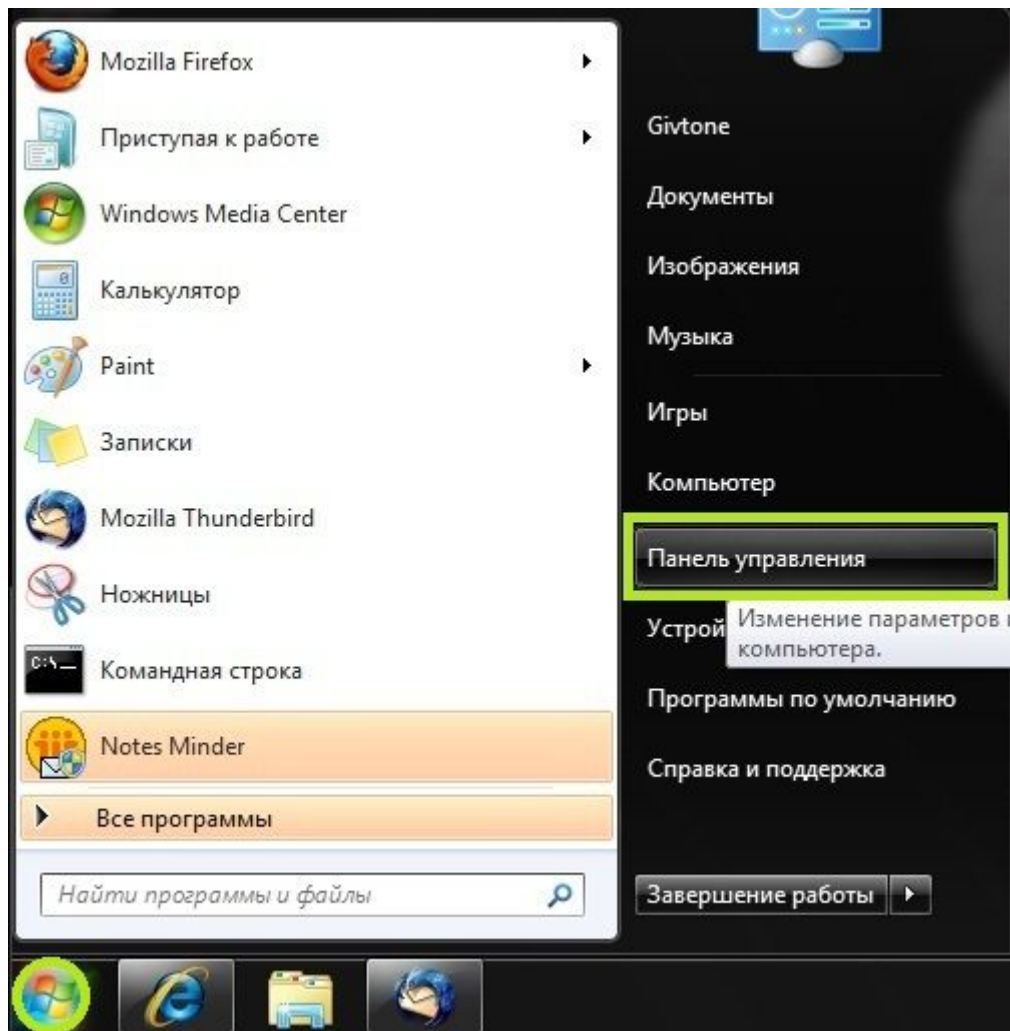 Mozilla Firefox
Приступая к работе
Windows Media Center
Калькулятор
Paint
Записки
Mozilla Thunderbird
Ножницы
Командная строка
Notes Minder
Все программы
Найти программы и файлы
Givtone
Документы
Изображения
Музыка
Игры
Компьютер
Панель управления
Устрой
Изменение параметров и
компьютера.
Программы по умолчанию
Справка и поддержка
Завершение работы